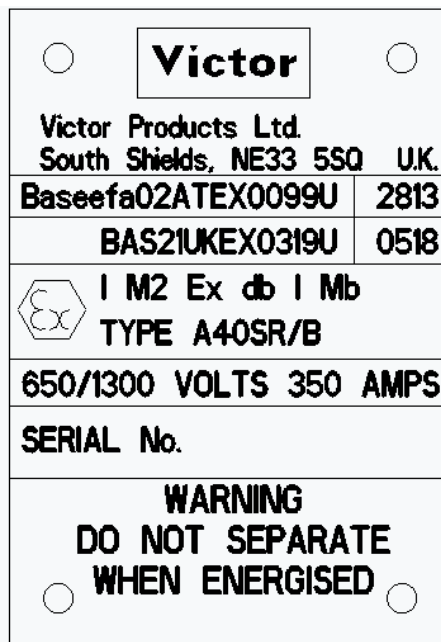 Victor
Victor Products Ltd.
South Shields, NE33 5SQ U.K.
Baseefa02ATEX0099U 2813
BAS21UKEX0319U 0518
Ex I M2 Ex db I Mb
TYPE A40SR/B
650/1300 VOLTS 350 AMPS
SERIAL No.
WARNING
DO NOT SEPARATE
WHEN ENERGISED